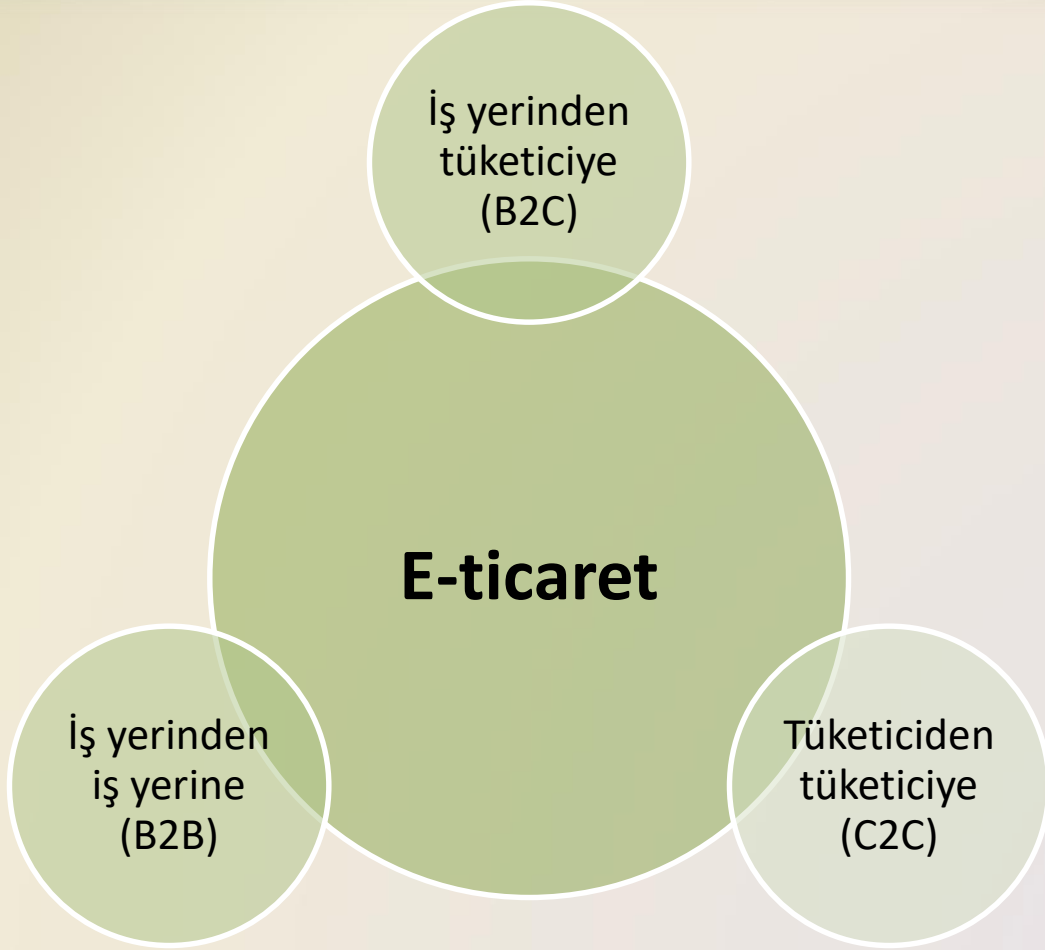 İş yerinden
tüketiciye
(B2C)
E-ticaret
İş yerinden
iş yerine
(B2B)
Tüketiciden
tüketiciye
(C2C)